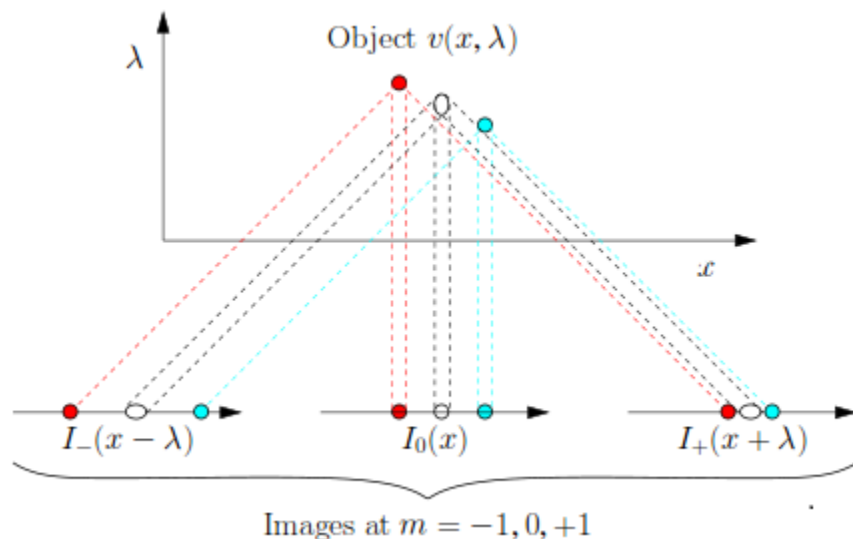 Object v(x, λ)
λ
x
I₋(x − λ)
I₀(x)
I₊(x + λ)
Images at m = −1, 0, +1